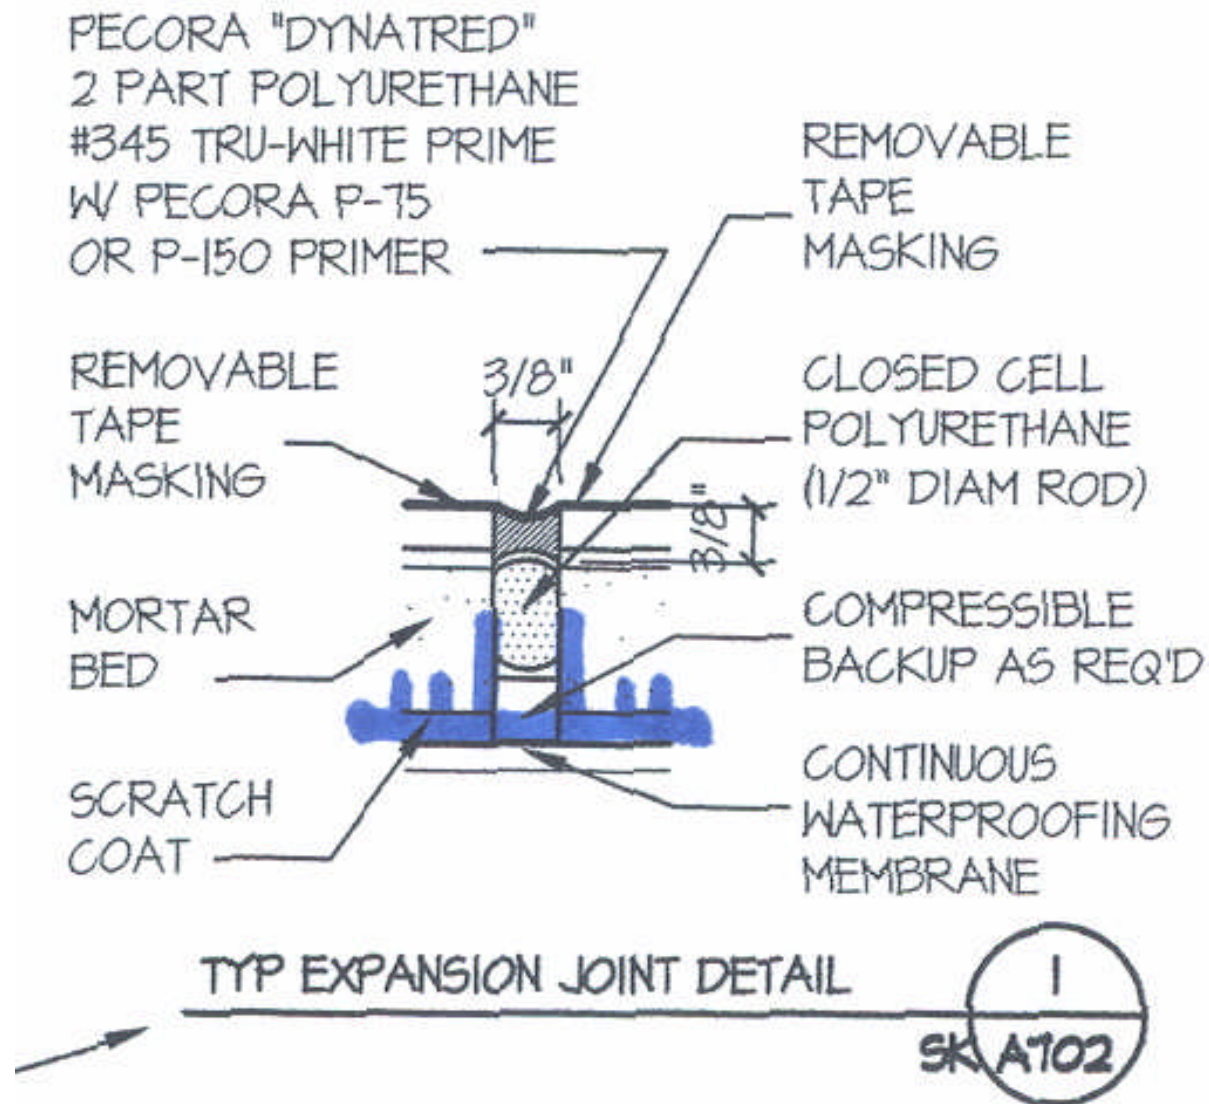 PECORA "DYNATRED"
2 PART POLYURETHANE
#345 TRU-WHITE PRIME
W/ PECORA P-75
OR P-150 PRIMER
REMOVABLE
TAPE
MASKING
REMOVABLE
TAPE
MASKING
3/8"
CLOSED CELL
POLYURETHANE
(1/2" DIAM ROD)
3/8"
MORTAR
BED
COMPRESSIBLE
BACKUP AS REQ'D
SCRATCH
COAT
CONTINUOUS
WATERPROOFING
MEMBRANE
TYP EXPANSION JOINT DETAIL
1
SK A702